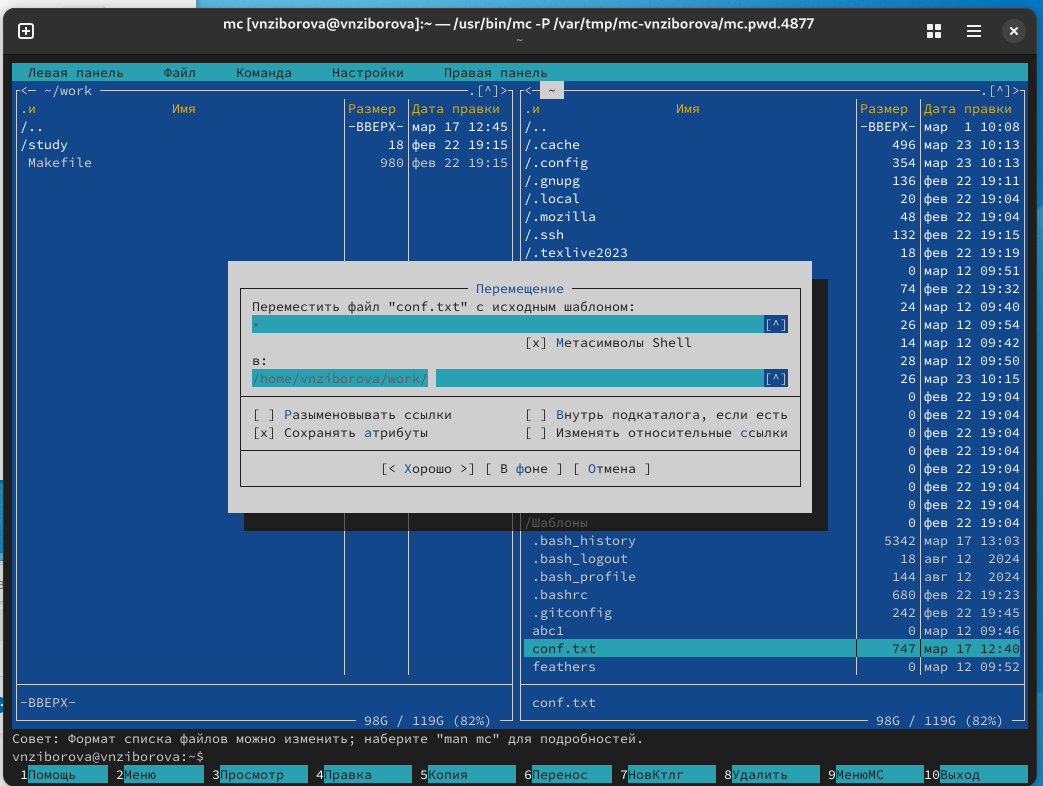 mc [vnziborova@vnziborova]:~ — /usr/bin/mc -P /var/tmp/mc-vnziborova/mc.pwd.4877
~
Левая панель Файл Команда Настройки Правая панель
<— ~/work .[^]> <— ~ .[^]>
.и Имя Размер Дата правки .и Имя Размер Дата правки
/.. -ВВЕРХ- мар 17 12:45 /.. -ВВЕРХ- мар 1 10:08
/study 18 фев 22 19:15 /.cache 496 мар 23 10:13
Makefile 980 фев 22 19:15 /.config 354 мар 23 10:13
/.gnupg 136 фев 22 19:11
/.local 20 фев 22 19:04
/.mozilla 48 фев 22 19:04
/.ssh 132 фев 22 19:15
/.texlive2023 18 фев 22 19:19
0 мар 12 09:51
Перемещение 74 фев 22 19:32
Переместить файл "conf.txt" с исходным шаблоном: 24 мар 12 09:40
* [^] 26 мар 12 09:54
[x] Метасимволы Shell 14 мар 12 09:42
в: 28 мар 12 09:50
/home/vnziborova/work/ [^] 26 мар 23 10:15
0 фев 22 19:04
[ ] Разыменовывать ссылки [ ] Внутрь подкаталога, если есть 0 фев 22 19:04
[x] Сохранять атрибуты [ ] Изменять относительные ссылки 0 фев 22 19:04
0 фев 22 19:04
[< Хорошо >] [ В фоне ] [ Отмена ] 0 фев 22 19:04
0 фев 22 19:04
0 фев 22 19:04
/Шаблоны 0 фев 22 19:04
.bash_history 5342 мар 17 13:03
.bash_logout 18 авг 12 2024
.bash_profile 144 авг 12 2024
.bashrc 680 фев 22 19:23
.gitconfig 242 фев 22 19:45
abc1 0 мар 12 09:46
conf.txt 747 мар 17 12:40
feathers 0 мар 12 09:52
-ВВЕРХ- conf.txt
98G / 119G (82%) 98G / 119G (82%)
Совет: Формат списка файлов можно изменить; наберите "man mc" для подробностей.
vnziborova@vnziborova:~$
1Помощь 2Меню 3Просмотр 4Правка 5Копия 6Перенос 7НовКтлг 8Удалить 9МенюМС 10Выход